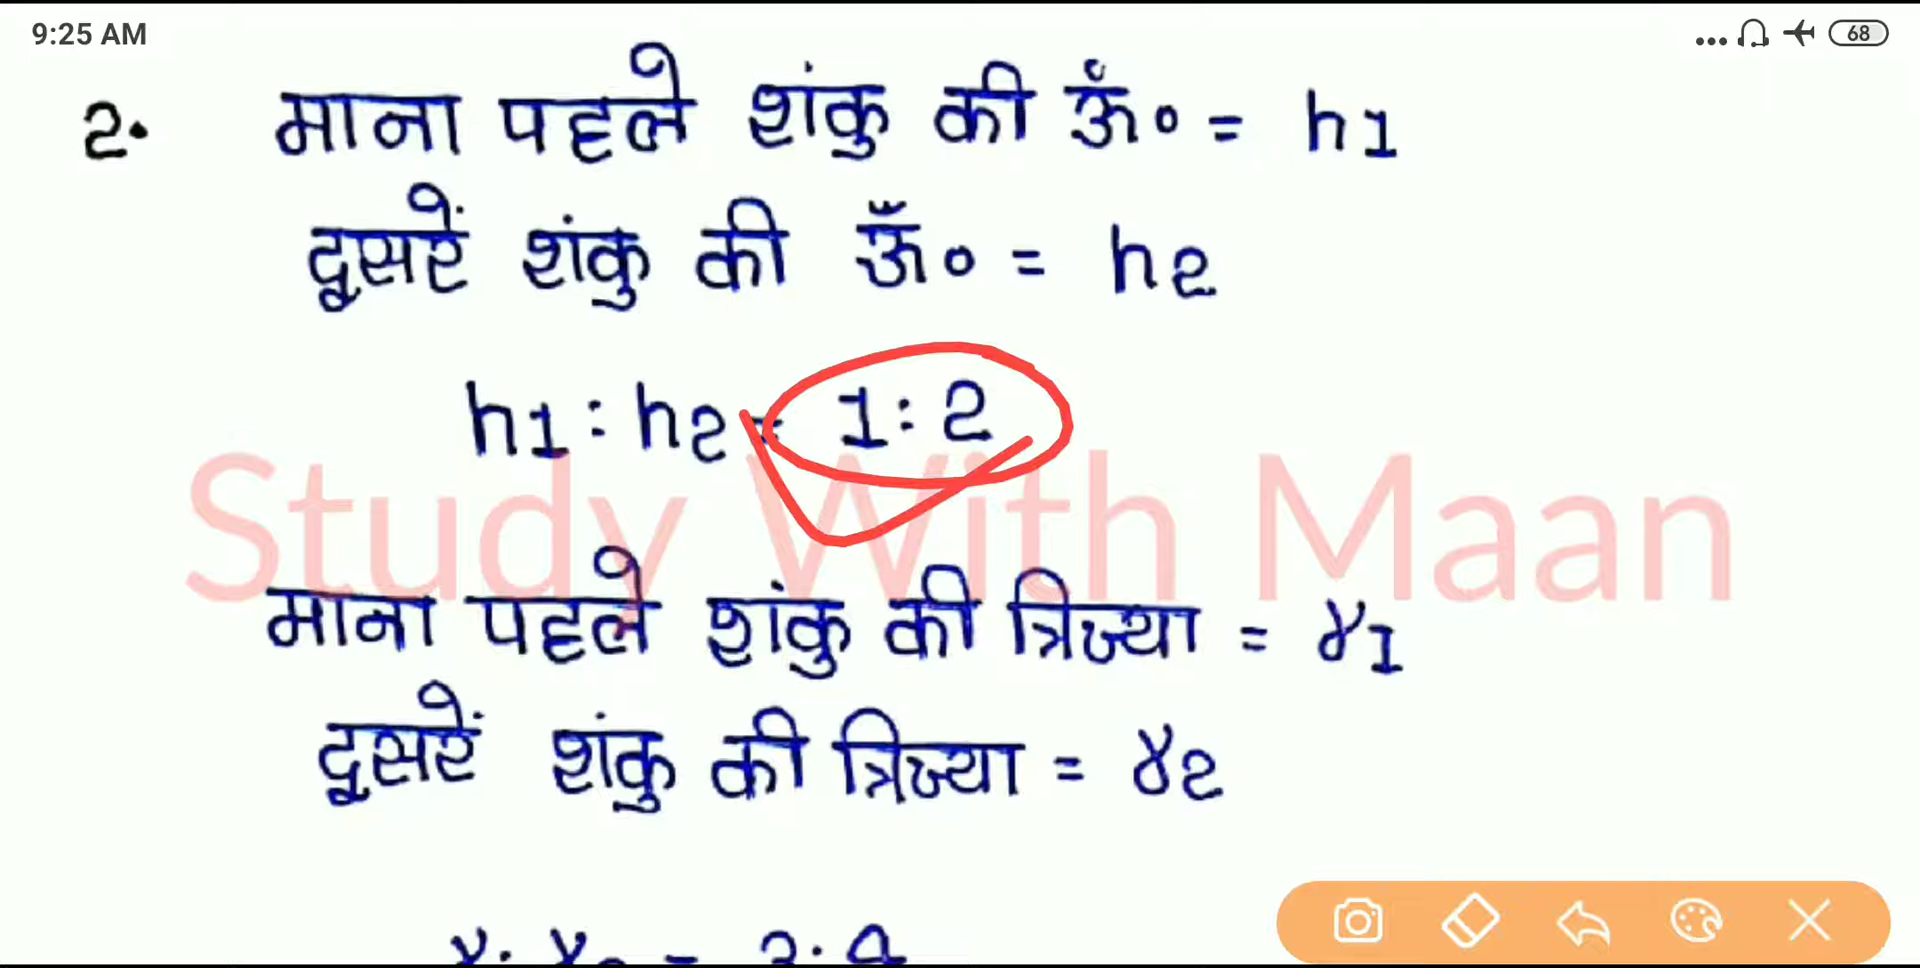 9:25 AM
68
2. माना पहले शंकु की ऊँ० = h1
दूसरें शंकु की ऊँ० = h2
h1 : h2 = 1 : 2
Study With Maan
माना पहले शंकु की त्रिज्या = r1
दूसरें शंकु की त्रिज्या = r2